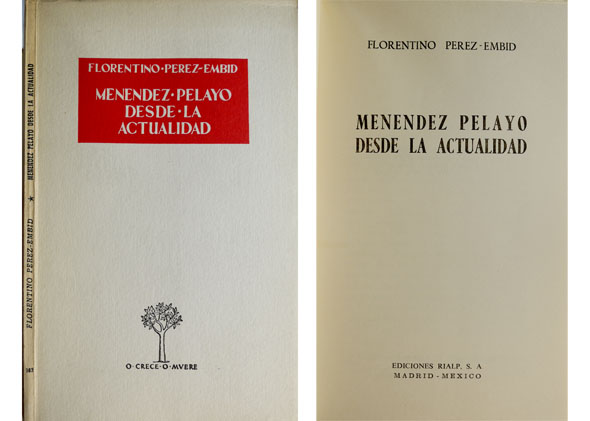 FLORENTINO PEREZ-EMBID ★ MENENDEZ PELAYO DESDE LA ACTUALIDAD
FLORENTINO·PEREZ-EMBID
MENENDEZ·PELAYO
DESDE·LA
ACTUALIDAD
O·CRECE·O·MVERE
FLORENTINO PEREZ-EMBID
MENENDEZ PELAYO
DESDE LA ACTUALIDAD
EDICIONES RIALP, S. A
MADRID-MEXICO